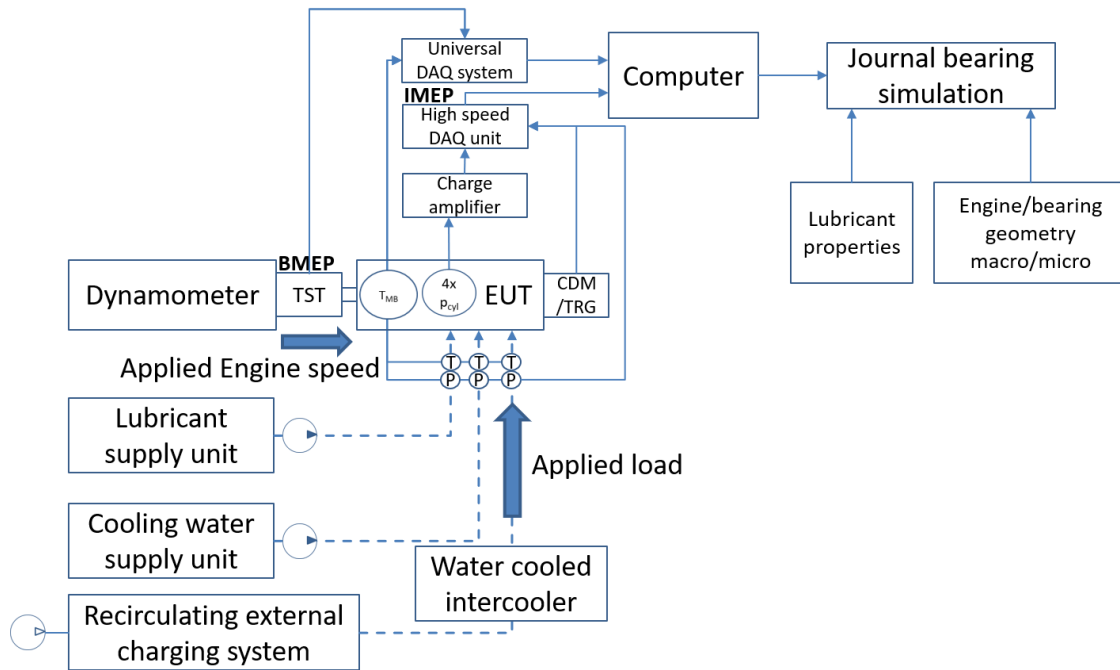 Universal
DAQ system
IMEP
High speed
DAQ unit
Charge
amplifier
Computer
Journal bearing
simulation
Lubricant
properties
Engine/bearing
geometry
macro/micro
BMEP
Dynamometer
TST
T_MB
4x
p_cyl
EUT
CDM
/TRG
Applied Engine speed
T T T
P P P
Lubricant
supply unit
Applied load
Cooling water
supply unit
Water cooled
intercooler
Recirculating external
charging system